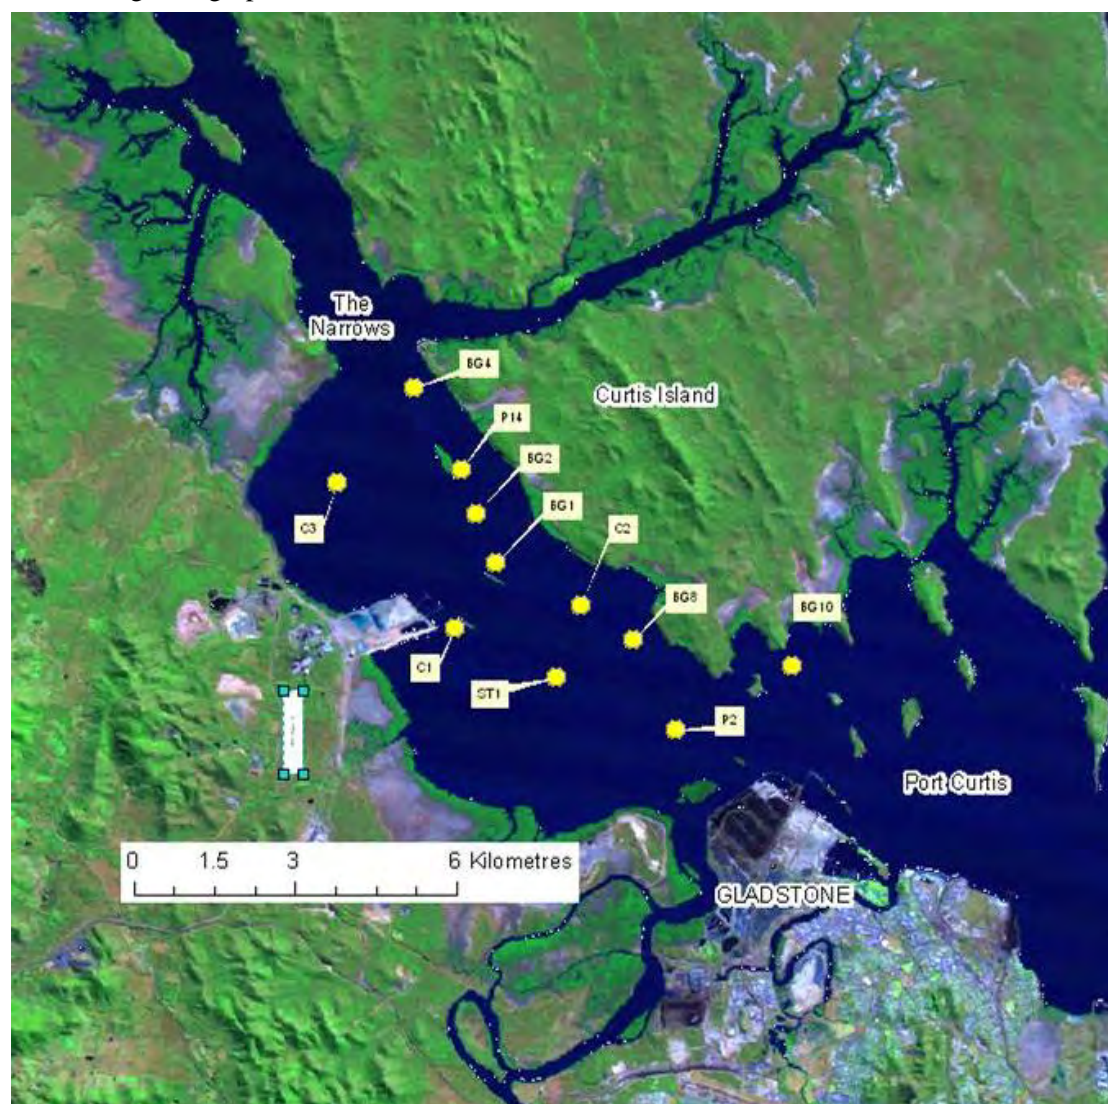 The
Narrows
BG4
Curtis Island
P14
BG2
BG1
C3
C2
BG8
BG10
C1
ST1
P2
Port Curtis
0 1.5 3 6 Kilometres
GLADSTONE